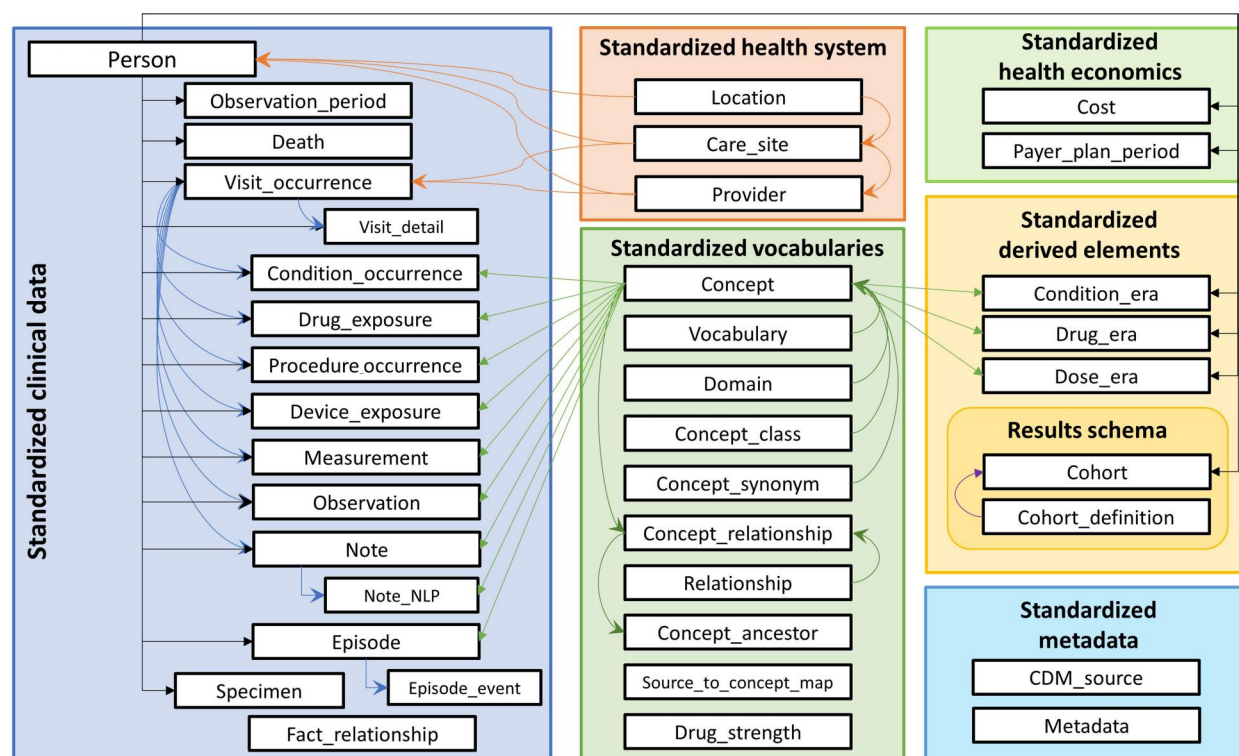 Standardized clinical data
Person
Observation_period
Death
Visit_occurrence
Visit_detail
Condition_occurrence
Drug_exposure
Procedure_occurrence
Device_exposure
Measurement
Observation
Note
Note_NLP
Episode
Episode_event
Specimen
Fact_relationship
Standardized health system
Location
Care_site
Provider
Standardized vocabularies
Concept
Vocabulary
Domain
Concept_class
Concept_synonym
Concept_relationship
Relationship
Concept_ancestor
Source_to_concept_map
Drug_strength
Standardized
health economics
Cost
Payer_plan_period
Standardized
derived elements
Condition_era
Drug_era
Dose_era
Results schema
Cohort
Cohort_definition
Standardized
metadata
CDM_source
Metadata